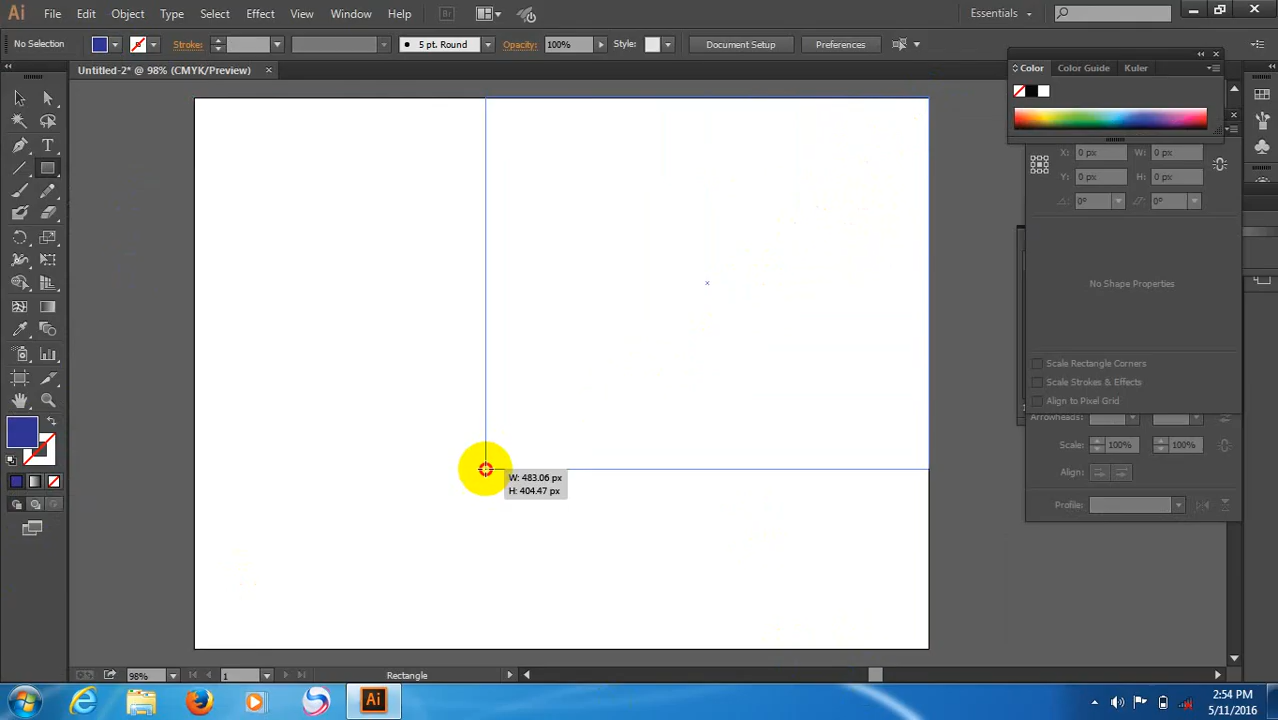 Ai File Edit Object Type Select Effect View Window Help Br Essentials
No Selection Stroke: 5 pt. Round Opacity: 100% Style: Document Setup Preferences
Untitled-2* @ 98% (CMYK/Preview)
Color Color Guide Kuler
X: 0 px W: 0 px
Y: 0 px H: 0 px
0° 0°
No Shape Properties
Scale Rectangle Corners
Scale Strokes & Effects
Align to Pixel Grid
Arrowheads:
Scale: 100% 100%
Align:
Profile:
W: 483.06 px
H: 404.47 px
98% 1 Rectangle
Ai
2:54 PM
5/11/2016